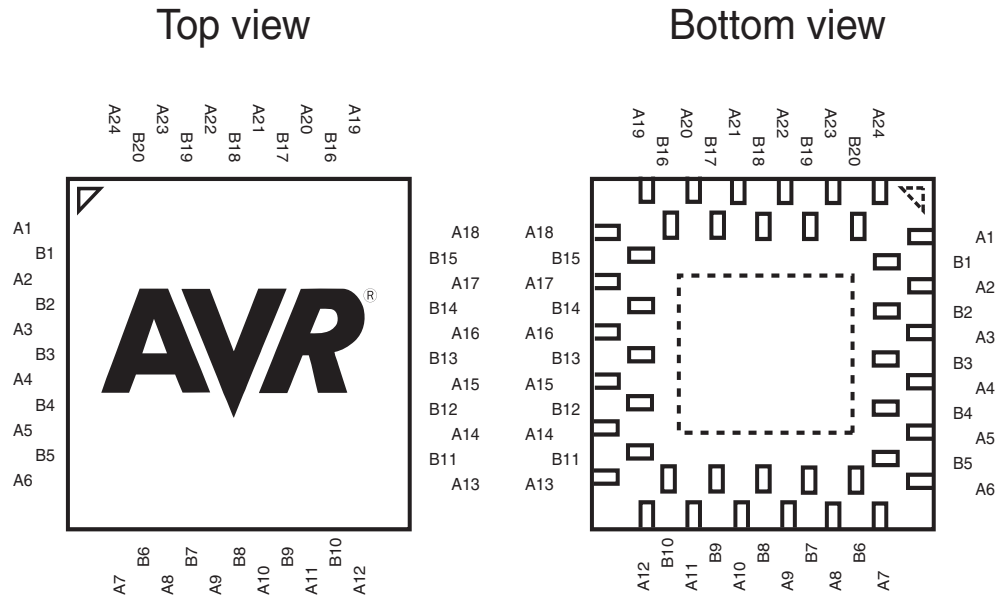 Top view
Bottom view
A24 B20 A23 B19 A22 B18 A21 B17 A20 B16 A19
A1
B1
A2
B2
A3
B3
A4
B4
A5
B5
A6
AVR®
A18
B15
A17
B14
A16
B13
A15
B12
A14
B11
A13
A7 B6 A8 B7 A9 B8 A10 B9 A11 B10 A12
A19 B16 A20 B17 A21 B18 A22 B19 A23 B20 A24
A18
B15
A17
B14
A16
B13
A15
B12
A14
B11
A13
A1
B1
A2
B2
A3
B3
A4
B4
A5
B5
A6
A12 B10 A11 B9 A10 B8 A9 B7 A8 B6 A7